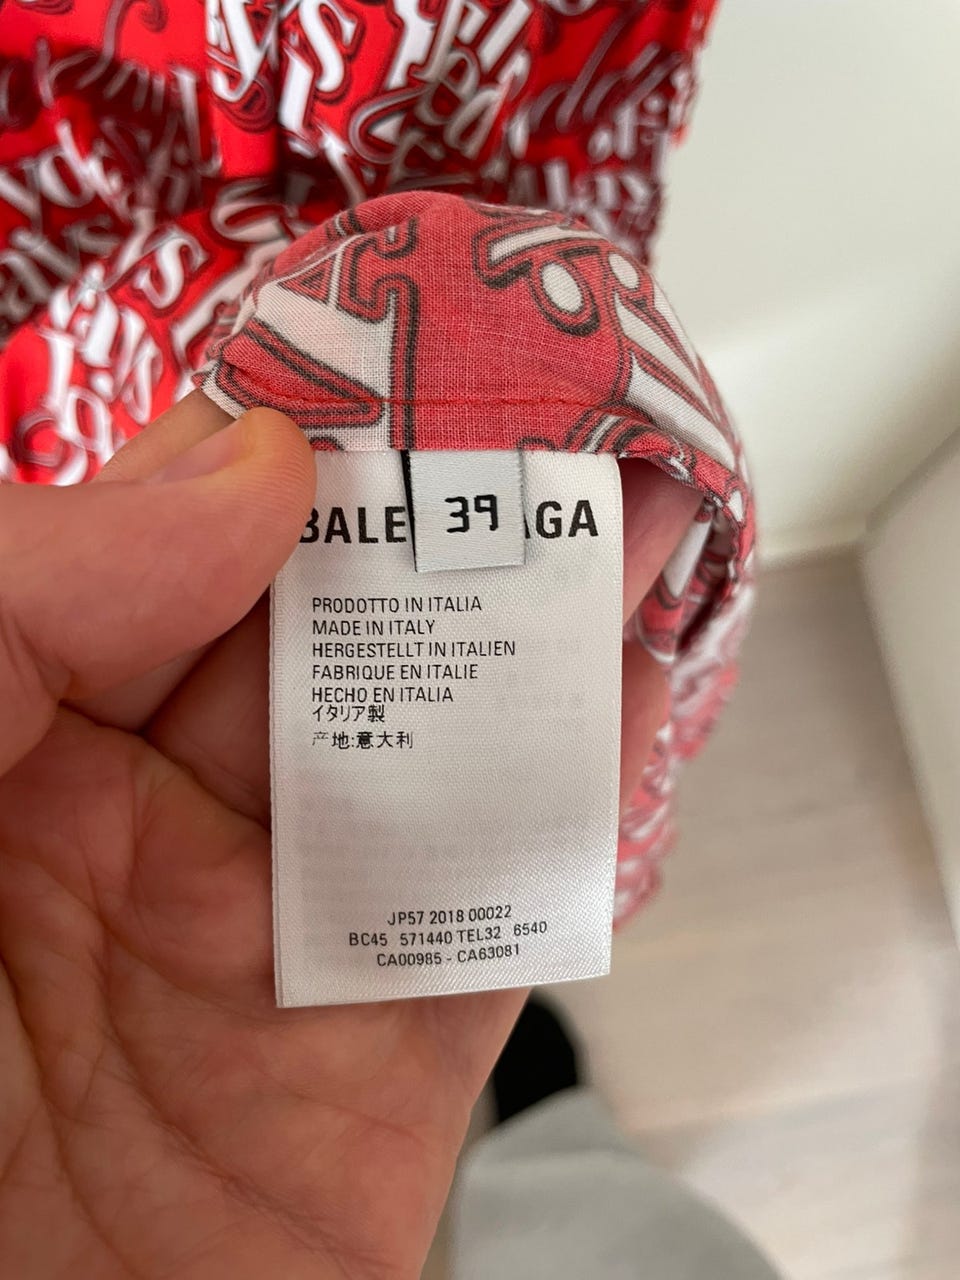 BALE
39
GA
PRODOTTO IN ITALIA
MADE IN ITALY
HERGESTELLT IN ITALIEN
FABRIQUE EN ITALIE
HECHO EN ITALIA
イタリア製
产地:意大利
JP57 2018 00022
BC45 571440 TEL32 6540
CA00985 - CA63081